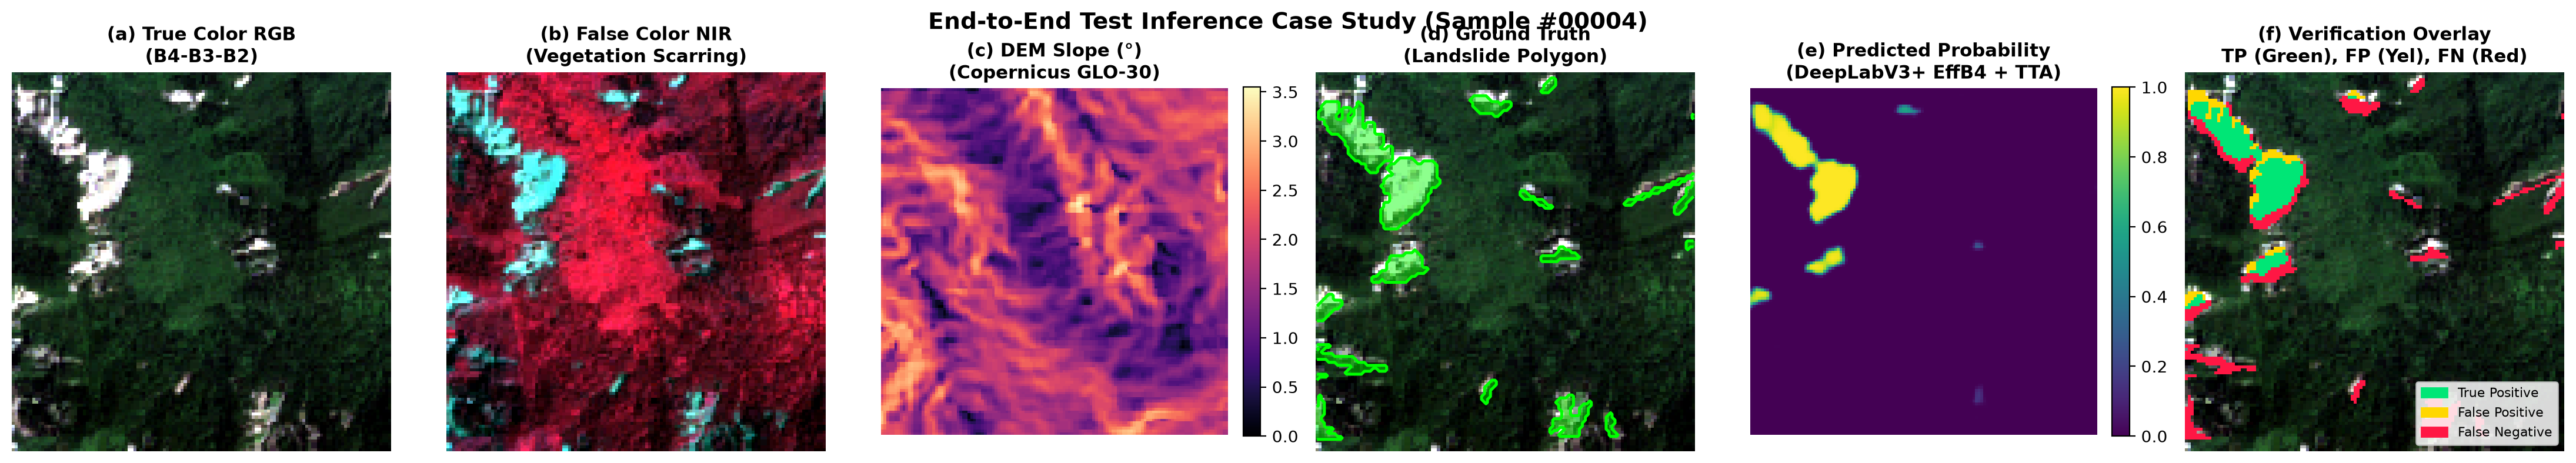 End-to-End Test Inference Case Study (Sample #00004)
(a) True Color RGB
(B4-B3-B2)
(b) False Color NIR
(Vegetation Scarring)
(c) DEM Slope (°)
(Copernicus GLO-30)
3.5
3.0
2.5
2.0
1.5
1.0
0.5
0.0
(d) Ground Truth
(Landslide Polygon)
(e) Predicted Probability
(DeepLabV3+ EffB4 + TTA)
1.0
0.8
0.6
0.4
0.2
0.0
(f) Verification Overlay
TP (Green), FP (Yel), FN (Red)
True Positive
False Positive
False Negative